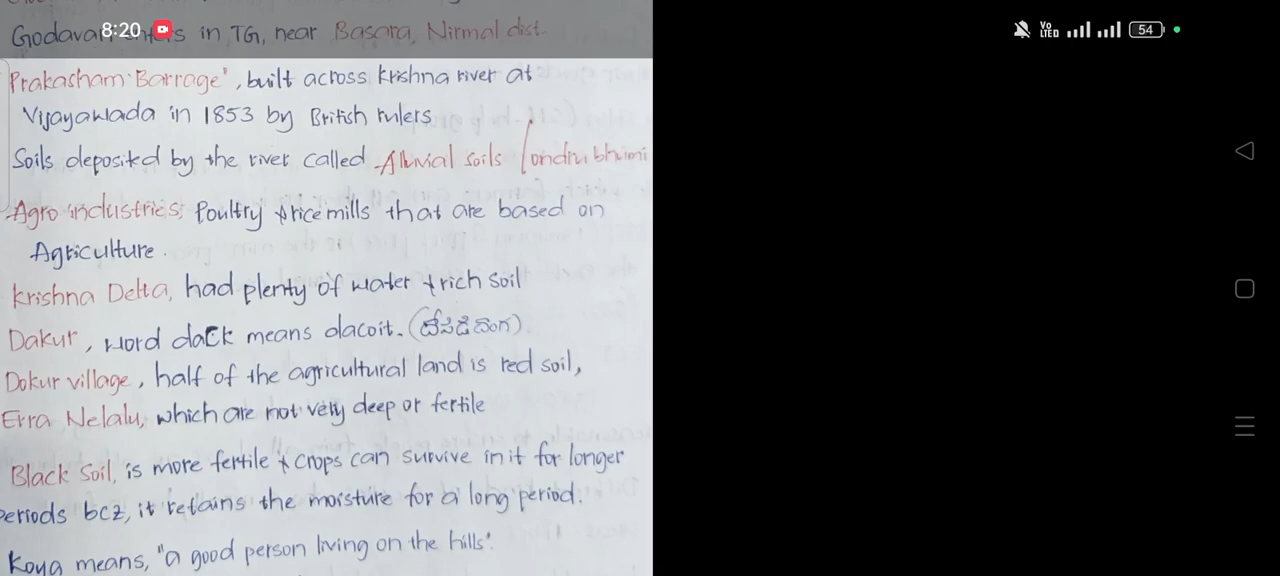 8:20
Vo LTED
54
Godavari enters in TG, near Basara, Nirmal dist.
Prakasham Barrage', built across Krishna river at
Vijayawada in 1853 by British rulers
Soils deposited by the river called Alluvial soils / ondru bhumi
Agro industries, Poultry & rice mills that are based on
Agriculture.
Krishna Delta, had plenty of water & rich soil
Dakur, word dack means dacoit. ( )
Dokur village, half of the agricultural land is red soil,
Erra Nelalu, which are not very deep or fertile
Black Soil, is more fertile & crops can survive in it for longer
periods bcz, it retains the moisture for a long period.
Koya means, "a good person living on the hills".